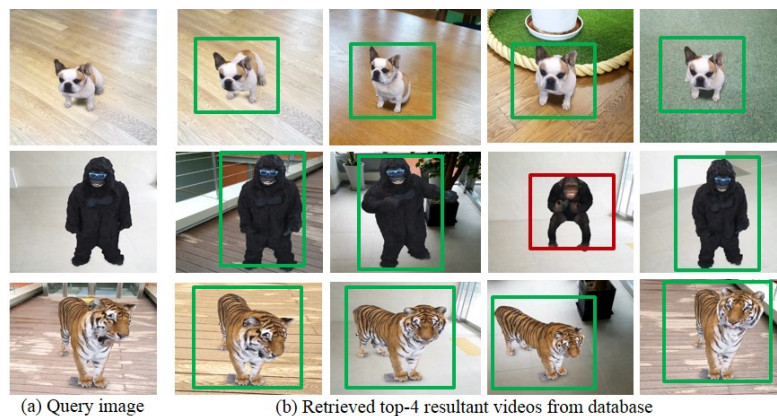 (a) Query image
(b) Retrieved top-4 resultant videos from database